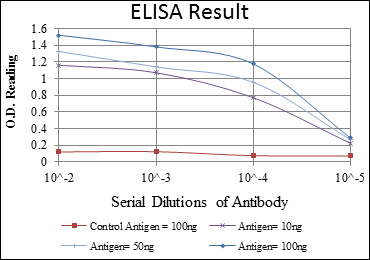 ELISA Result
O.D. Reading
1.6
1.4
1.2
1
0.8
0.6
0.4
0.2
0
10^-2 10^-3 10^-4 10^-5
Serial Dilutions of Antibody
Control Antigen = 100ng Antigen= 10ng
Antigen= 50ng Antigen= 100ng